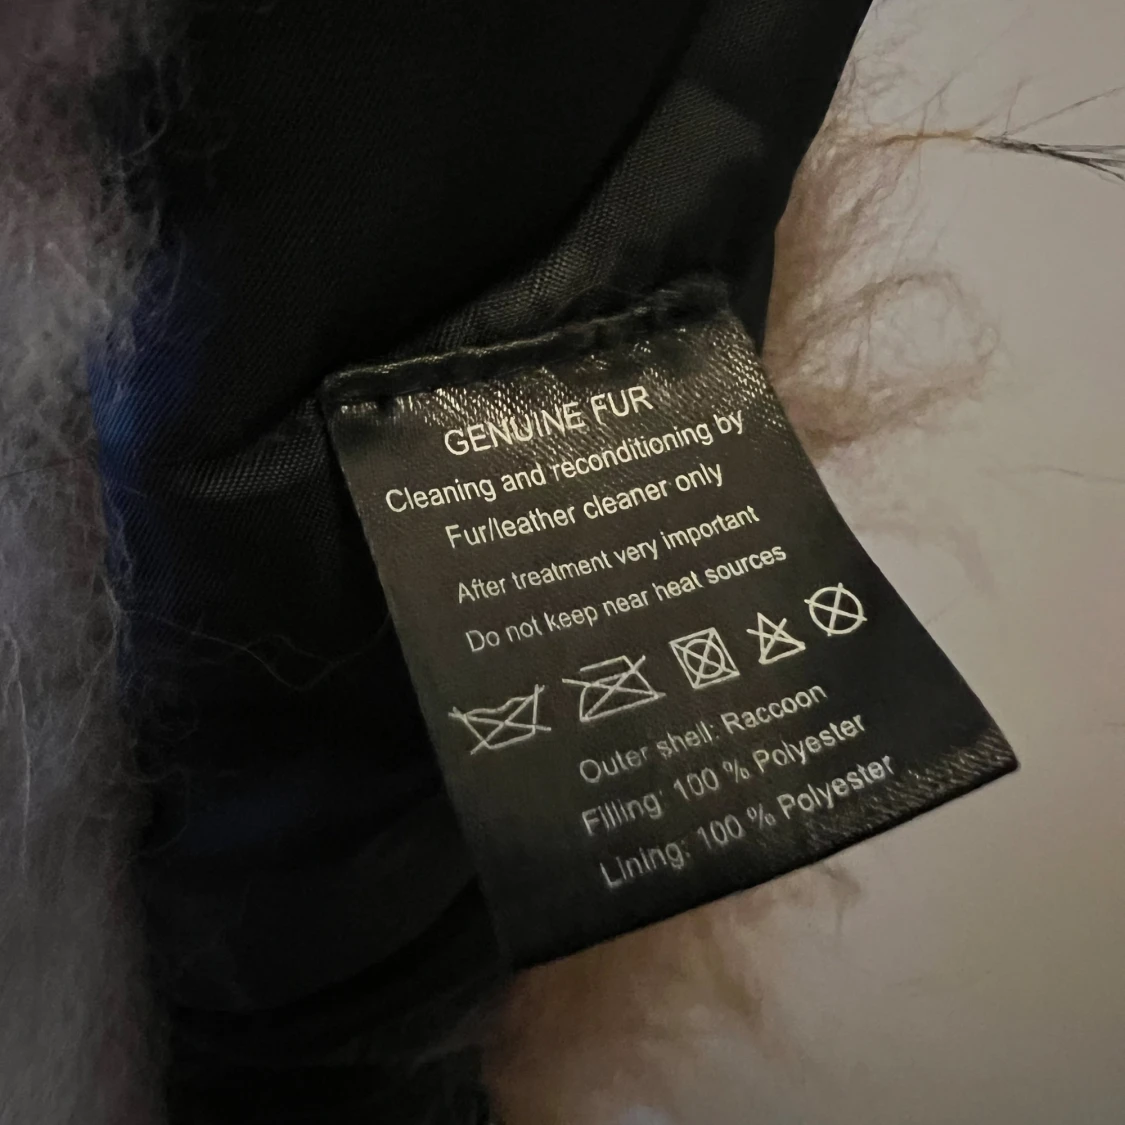 GENUINE FUR
Cleaning and reconditioning by
Fur/leather cleaner only
After treatment very important
Do not keep near heat sources
Outer shell: Raccoon
Filling: 100 % Polyester
Lining: 100 % Polyester